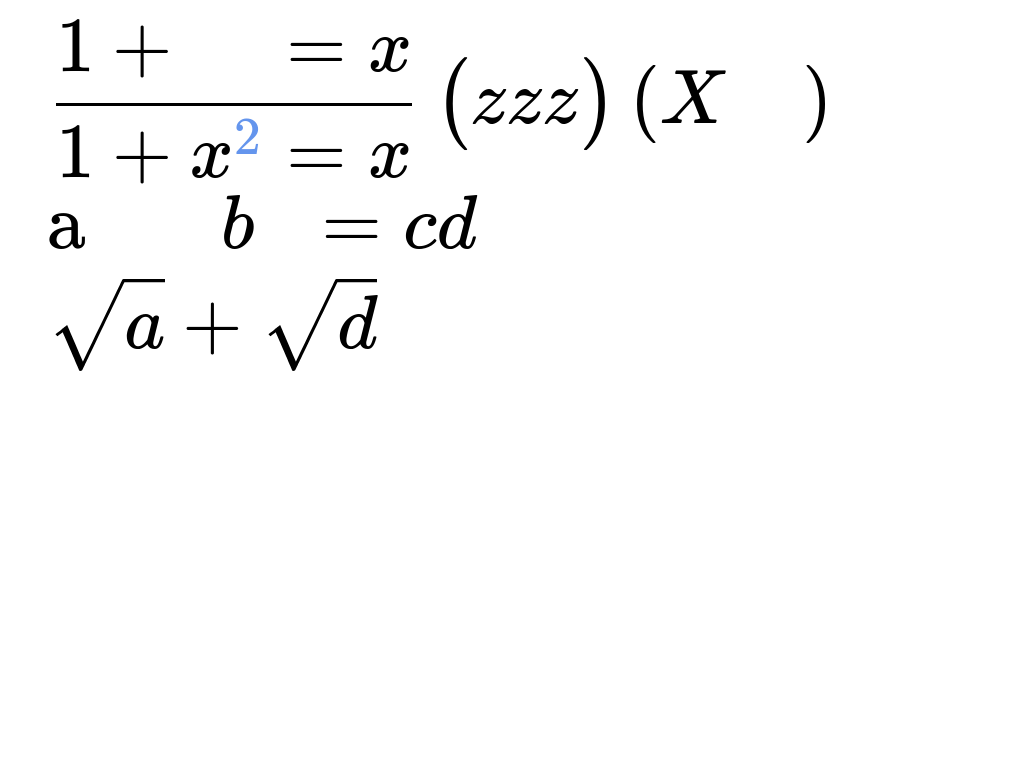 1 + = x
1 + x² = x (zzz) (X )
a b = cd
√a + √d